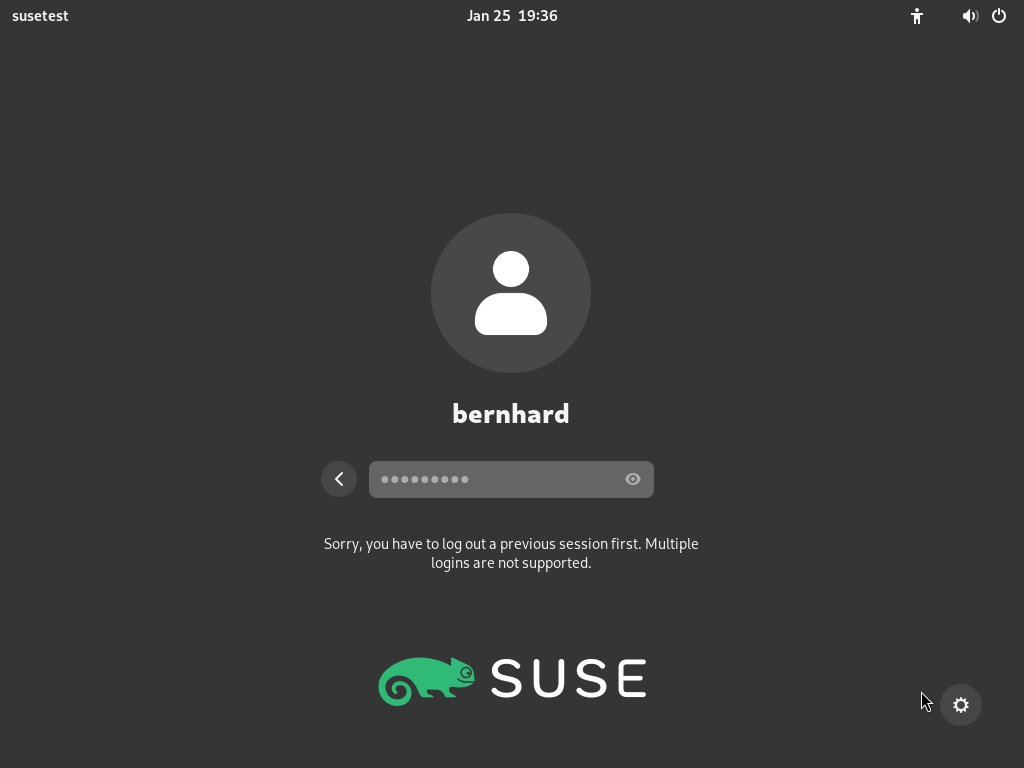 susetest
Jan 25 19:36
bernhard
Sorry, you have to log out a previous session first. Multiple
logins are not supported.
SUSE